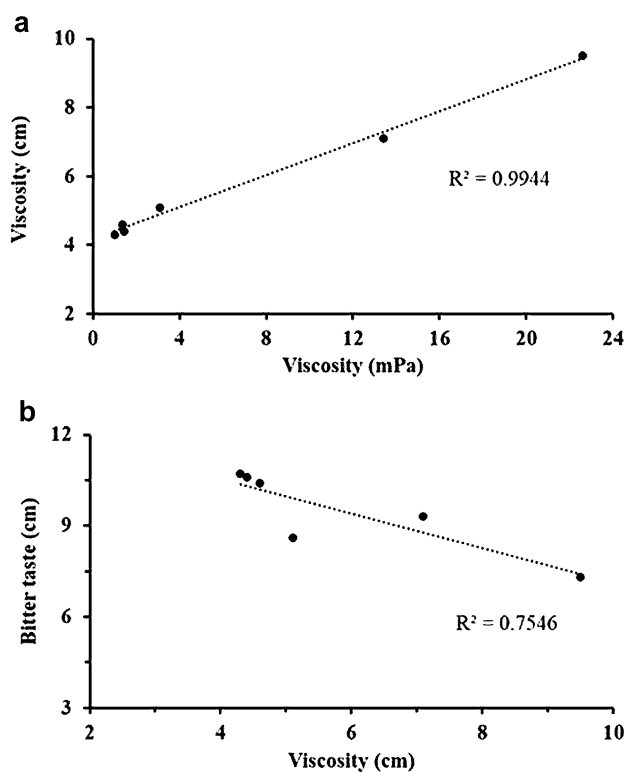 a
10
8
6
4
2
Viscosity (cm)
R² = 0.9944
0 4 8 12 16 20 24
Viscosity (mPa)
b
12
9
6
3
Bitter taste (cm)
R² = 0.7546
2 4 6 8 10
Viscosity (cm)